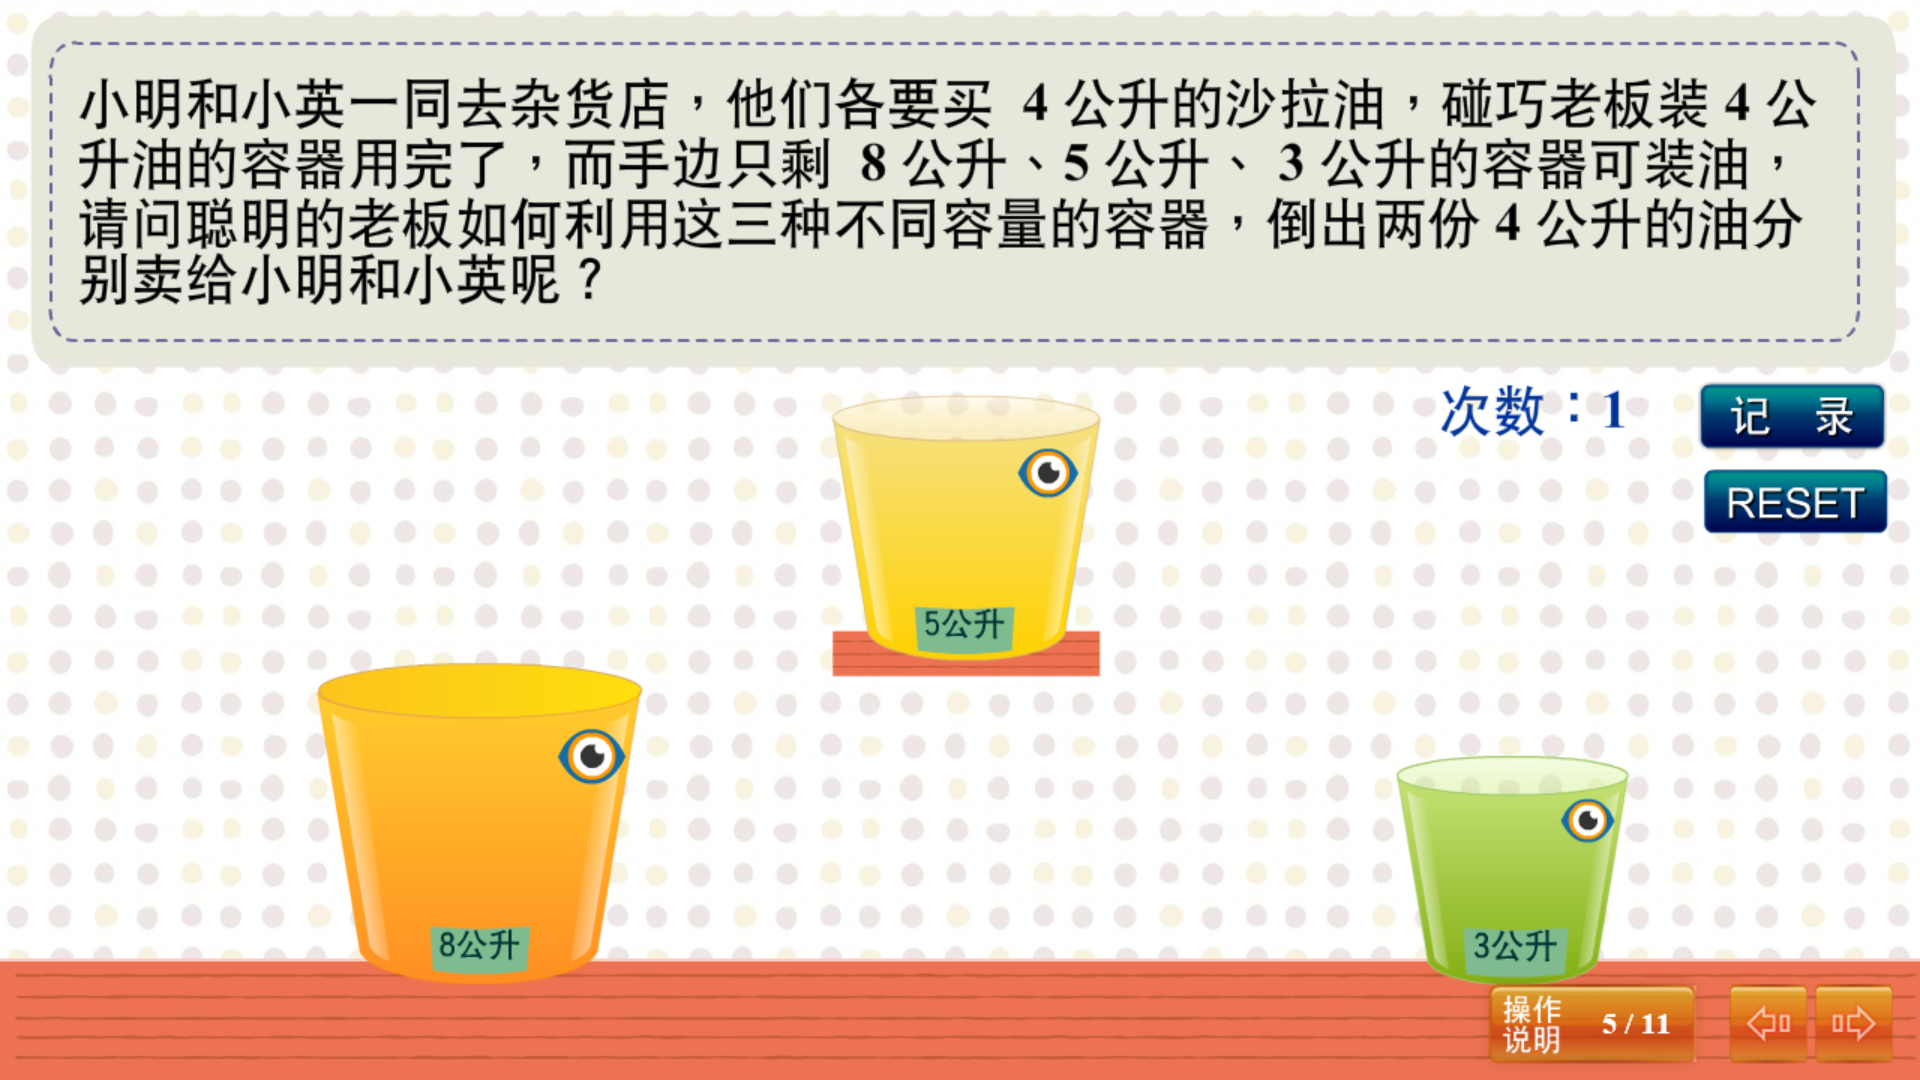 小明和小英一同去杂货店，他们各要买 4 公升的沙拉油，碰巧老板装 4 公
升油的容器用完了，而手边只剩 8 公升、5 公升、 3 公升的容器可装油，
请问聪明的老板如何利用这三种不同容量的容器，倒出两份 4 公升的油分
别卖给小明和小英呢？
次数：1
记 录
RESET
5公升
8公升
3公升
操作
说明
5 / 11